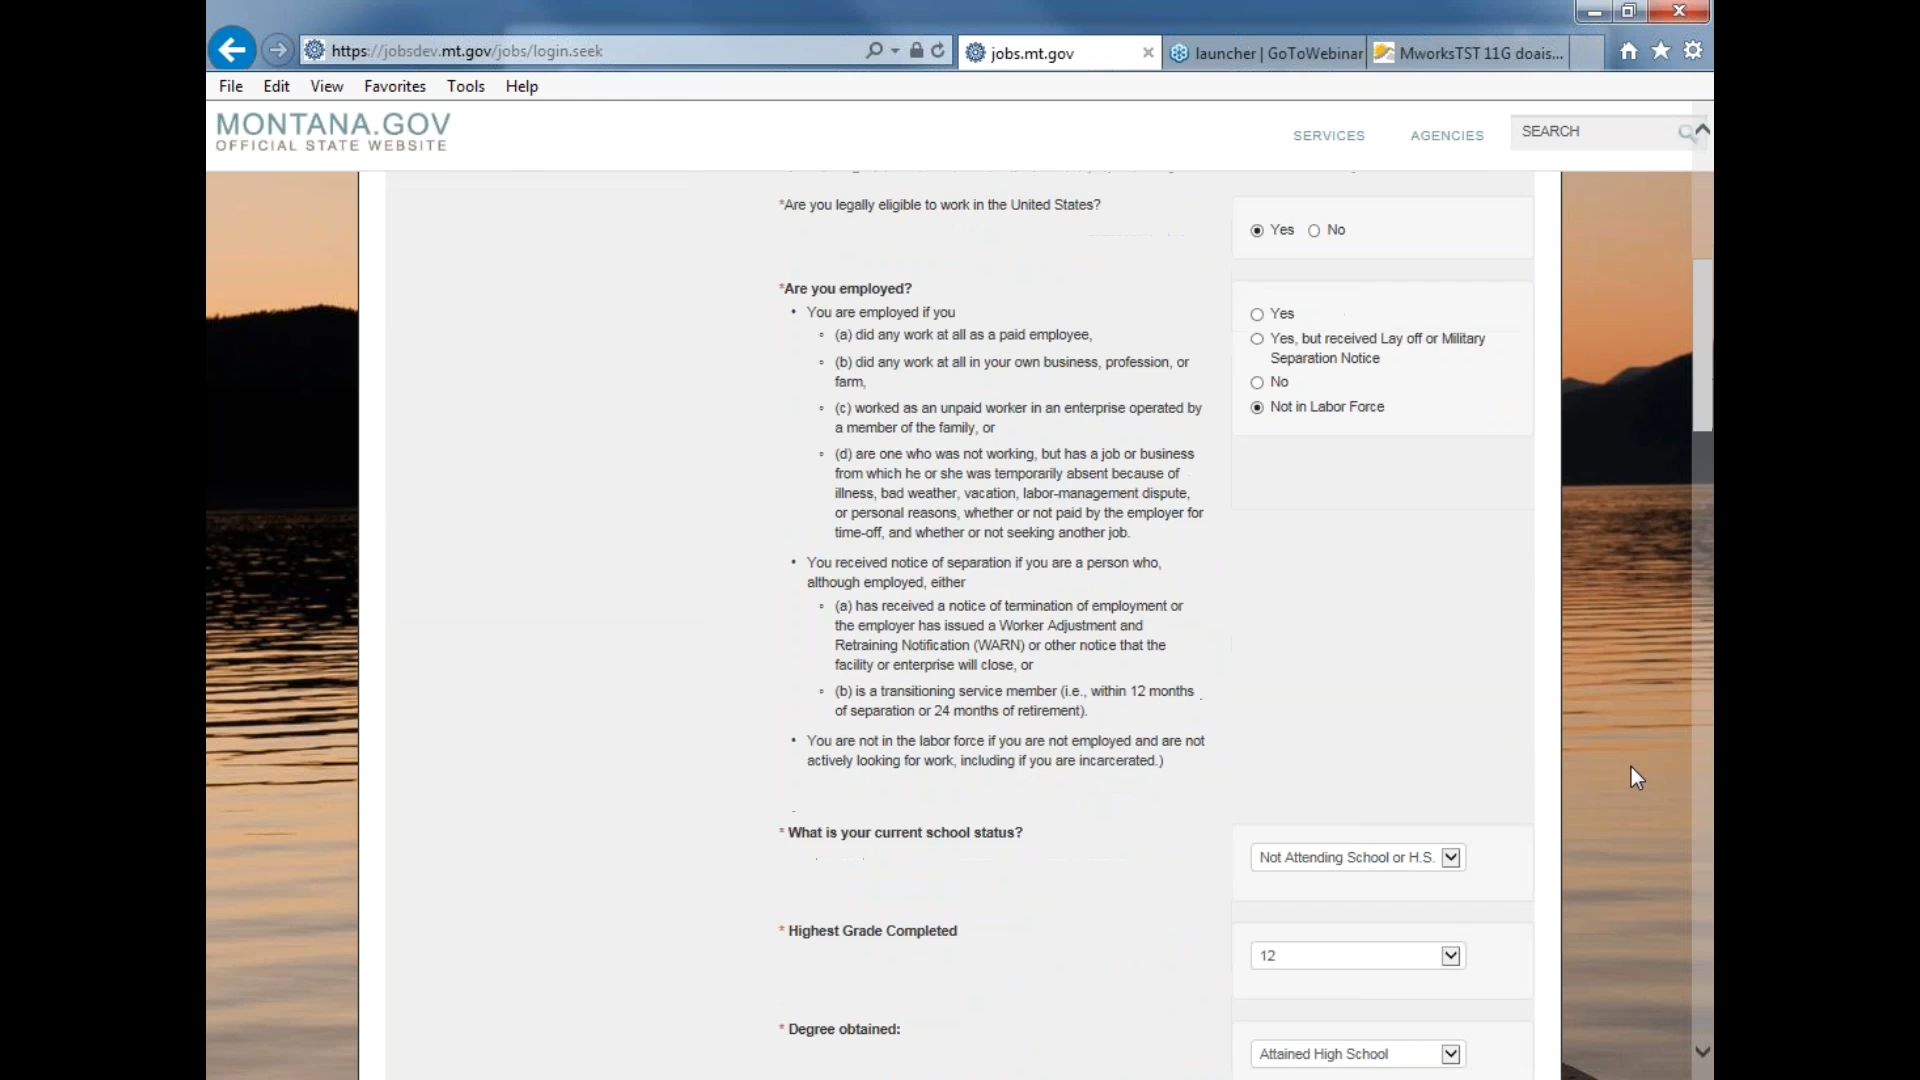 https://jobsdev.mt.gov/jobs/login.seek
jobs.mt.gov
launcher | GoToWebinar
MworksTST 11G doais...
File Edit View Favorites Tools Help
MONTANA.GOV
OFFICIAL STATE WEBSITE
SERVICES
AGENCIES
SEARCH
*Are you legally eligible to work in the United States?
Yes No
*Are you employed?
• You are employed if you
◦ (a) did any work at all as a paid employee,
◦ (b) did any work at all in your own business, profession, or
farm,
◦ (c) worked as an unpaid worker in an enterprise operated by
a member of the family, or
◦ (d) are one who was not working, but has a job or business
from which he or she was temporarily absent because of
illness, bad weather, vacation, labor-management dispute,
or personal reasons, whether or not paid by the employer for
time-off, and whether or not seeking another job.
• You received notice of separation if you are a person who,
although employed, either
◦ (a) has received a notice of termination of employment or
the employer has issued a Worker Adjustment and
Retraining Notification (WARN) or other notice that the
facility or enterprise will close, or
◦ (b) is a transitioning service member (i.e., within 12 months
of separation or 24 months of retirement).
• You are not in the labor force if you are not employed and are not
actively looking for work, including if you are incarcerated.)
Yes
Yes, but received Lay off or Military
Separation Notice
No
Not in Labor Force
* What is your current school status?
Not Attending School or H.S.
* Highest Grade Completed
12
* Degree obtained:
Attained High School